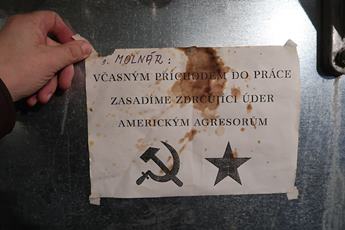 s. MOLNÁR:
VČASNÝM PŘÍCHODEM DO PRÁCE
ZASADÍME ZDRCUJÍCÍ ÚDER
AMERICKÝM AGRESORŮM